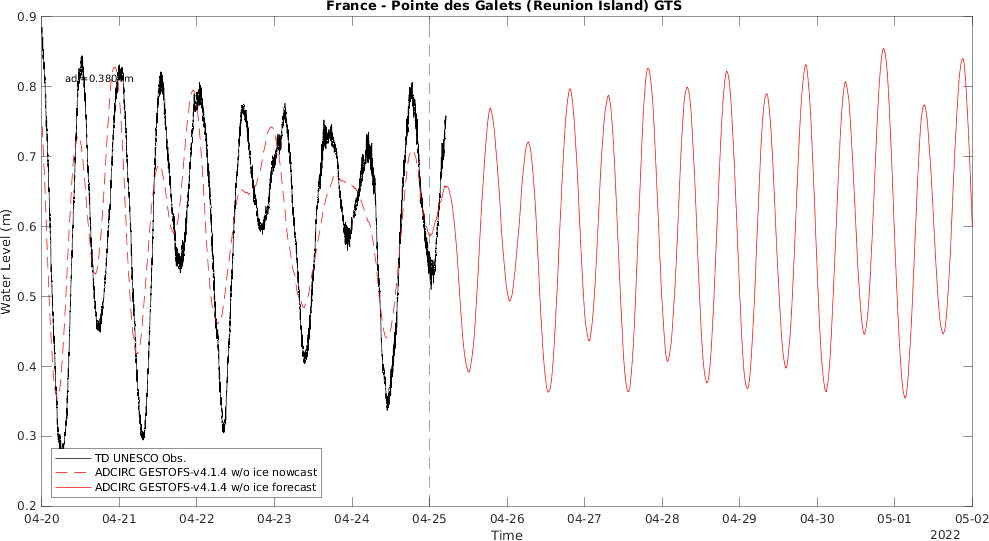 France - Pointe des Galets (Reunion Island) GTS
0.9
0.8
0.7
0.6
0.5
0.4
0.3
0.2
Water Level (m)
TD UNESCO Obs.
ADCIRC GESTOFS-v4.1.4 w/o ice nowcast
ADCIRC GESTOFS-v4.1.4 w/o ice forecast
04-20 04-21 04-22 04-23 04-24 04-25 04-26 04-27 04-28 04-29 04-30 05-01 05-02
Time
2022